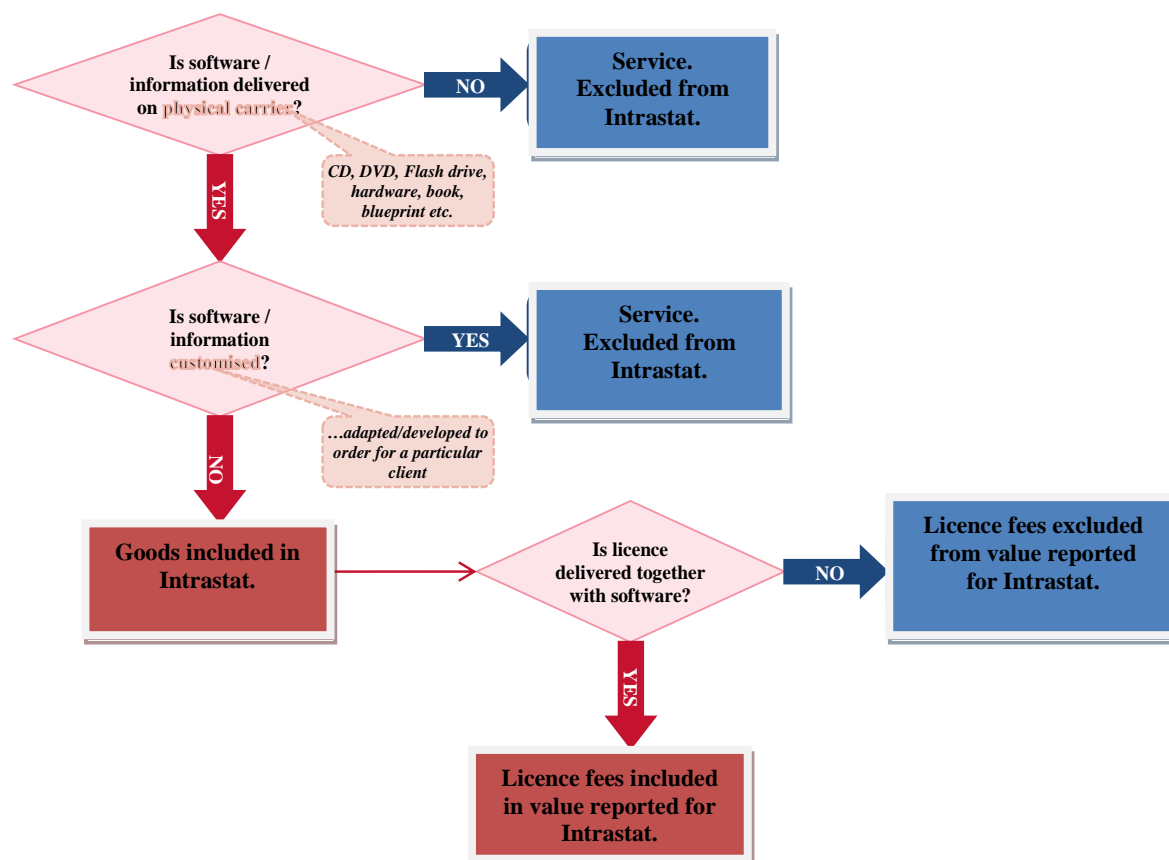 Is software /
information delivered
on physical carrier?
NO
Service.
Excluded from
Intrastat.
CD, DVD, Flash drive,
hardware, book,
blueprint etc.
YES
Is software /
information
customised?
YES
Service.
Excluded from
Intrastat.
…adapted/developed to
order for a particular
client
NO
Goods included in
Intrastat.
Is licence
delivered together
with software?
NO
Licence fees excluded
from value reported
for Intrastat.
YES
Licence fees included
in value reported for
Intrastat.